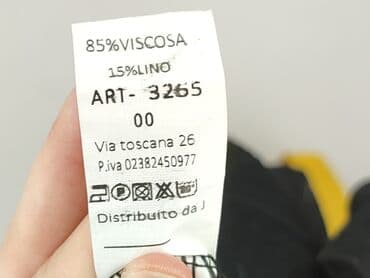 85%VISCOSA
15%LINO
ART- 3265
00
Via toscana 26
P.iva 02382450977
Distribuito da J